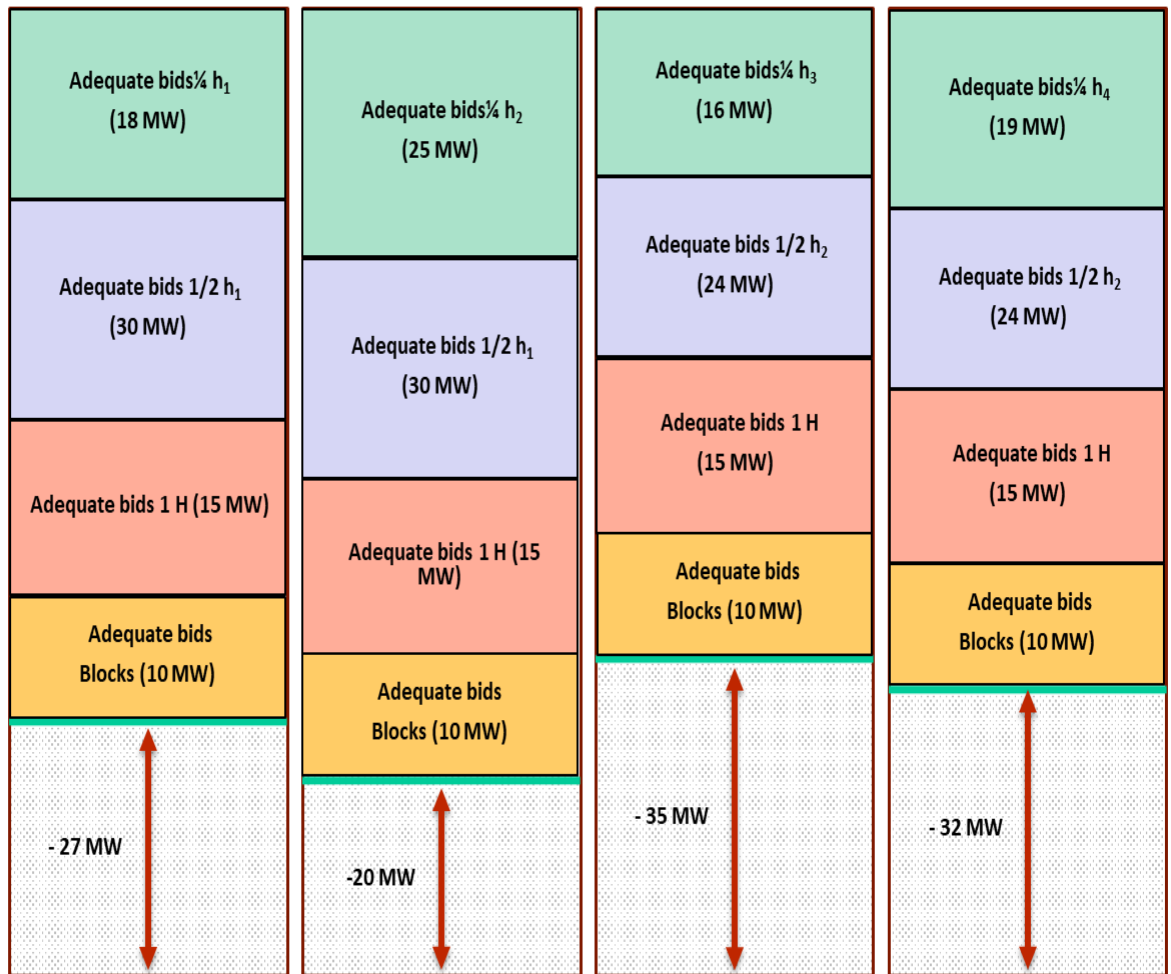 Adequate bids¼ h₁
(18 MW)
Adequate bids 1/2 h₁
(30 MW)
Adequate bids 1 H (15 MW)
Adequate bids
Blocks (10 MW)
- 27 MW
Adequate bids¼ h₂
(25 MW)
Adequate bids 1/2 h₁
(30 MW)
Adequate bids 1 H (15
MW)
Adequate bids
Blocks (10 MW)
-20 MW
Adequate bids¼ h₃
(16 MW)
Adequate bids 1/2 h₂
(24 MW)
Adequate bids 1 H
(15 MW)
Adequate bids
Blocks (10 MW)
- 35 MW
Adequate bids¼ h₄
(19 MW)
Adequate bids 1/2 h₂
(24 MW)
Adequate bids 1 H
(15 MW)
Adequate bids
Blocks (10 MW)
- 32 MW